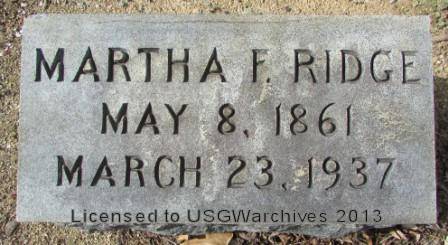 MARTHA F. RIDGE
MAY 8, 1861
MARCH 23, 1937
Licensed to USGWarchives 2013